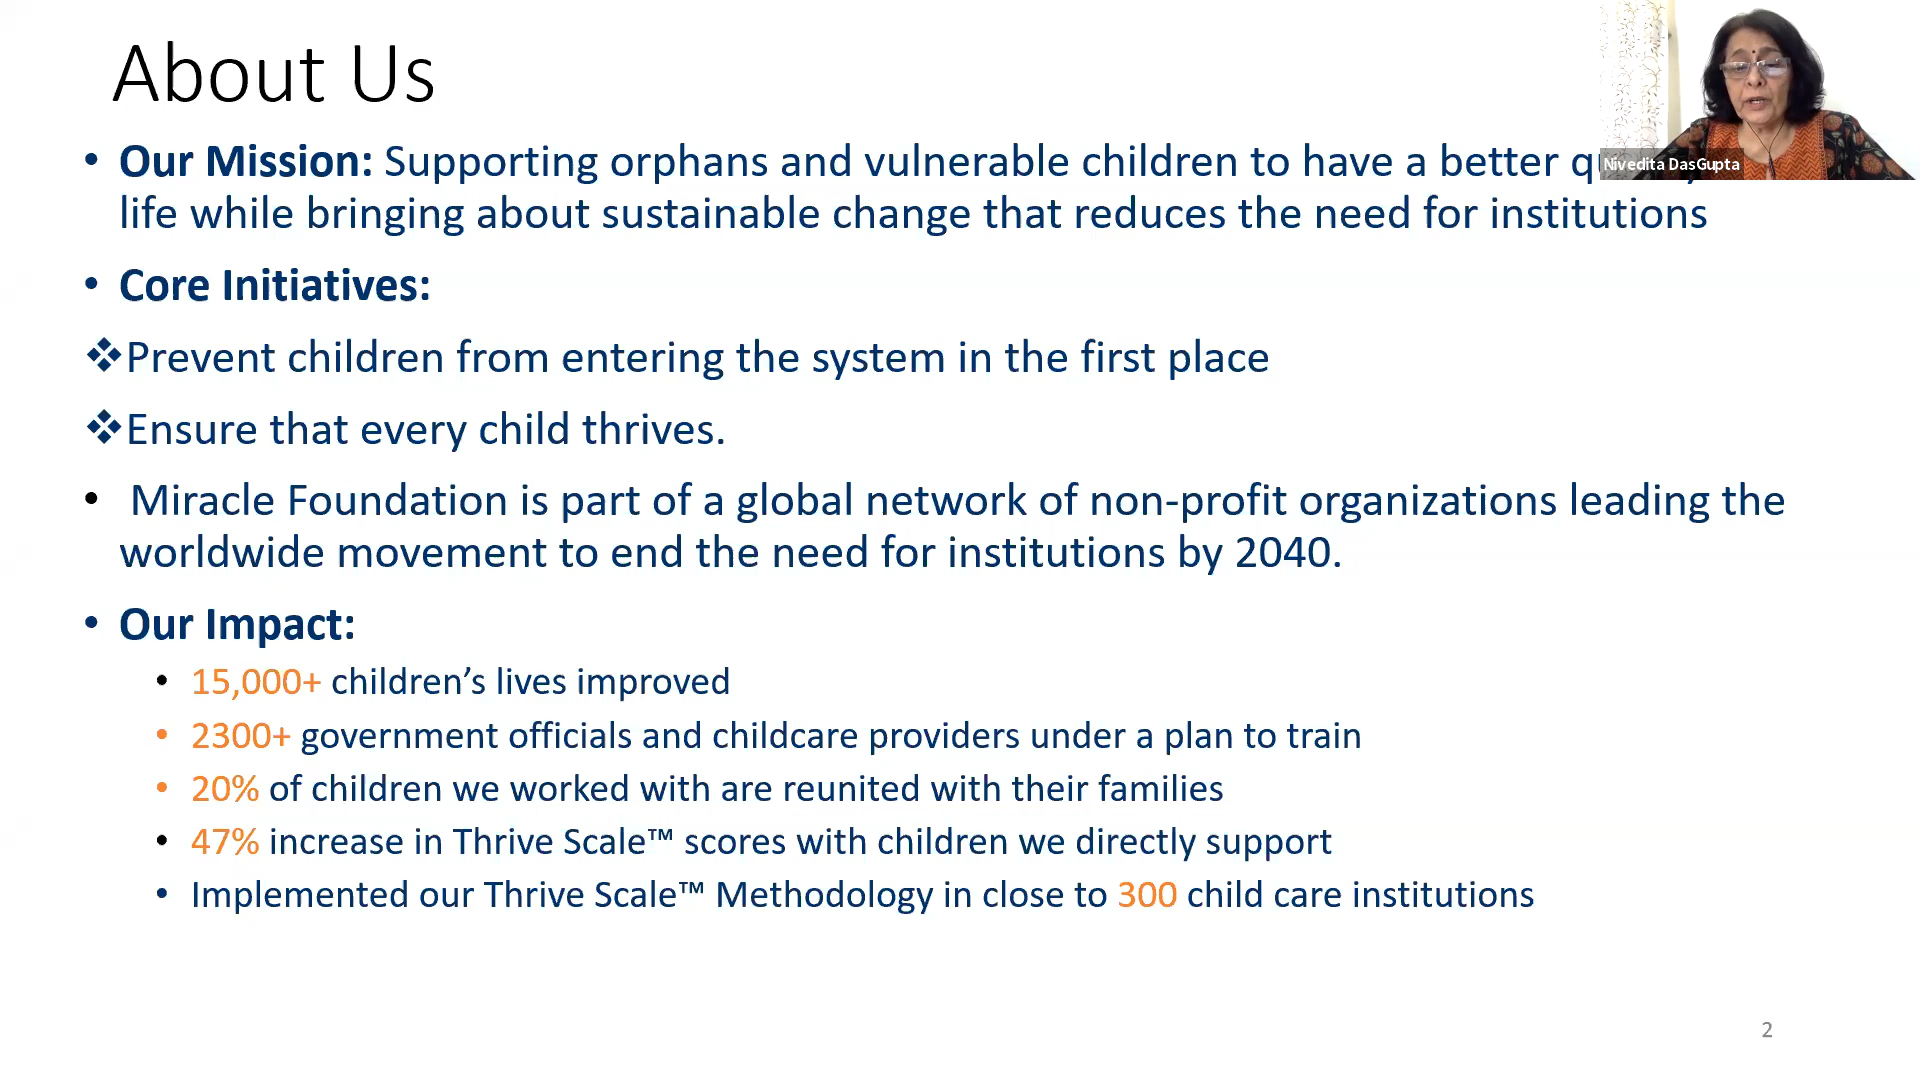 About Us
• Our Mission: Supporting orphans and vulnerable children to have a better
Nivedita DasGupta
life while bringing about sustainable change that reduces the need for institutions
• Core Initiatives:
❖Prevent children from entering the system in the first place
❖Ensure that every child thrives.
• Miracle Foundation is part of a global network of non-profit organizations leading the
worldwide movement to end the need for institutions by 2040.
• Our Impact:
• 15,000+ children’s lives improved
• 2300+ government officials and childcare providers under a plan to train
• 20% of children we worked with are reunited with their families
• 47% increase in Thrive Scale™ scores with children we directly support
• Implemented our Thrive Scale™ Methodology in close to 300 child care institutions
2